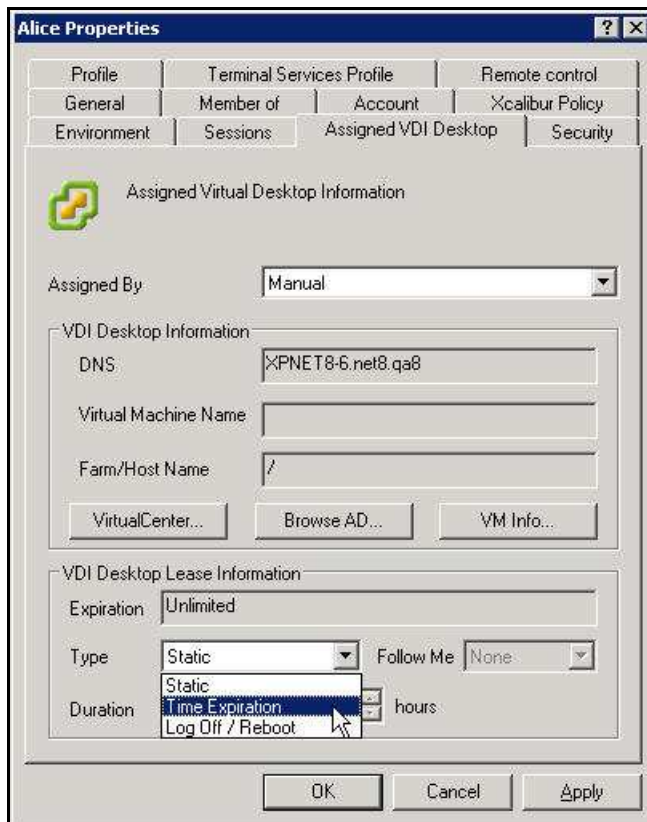 Alice Properties
Profile Terminal Services Profile Remote control
General Member of Account Xcalibur Policy
Environment Sessions Assigned VDI Desktop Security
Assigned Virtual Desktop Information
Assigned By Manual
VDI Desktop Information
DNS XPNET8-6.net8.qa8
Virtual Machine Name
Farm/Host Name /
VirtualCenter... Browse AD... VM Info...
VDI Desktop Lease Information
Expiration Unlimited
Type Static Follow Me None
Static
Duration Time Expiration hours
Log Off / Reboot
OK Cancel Apply